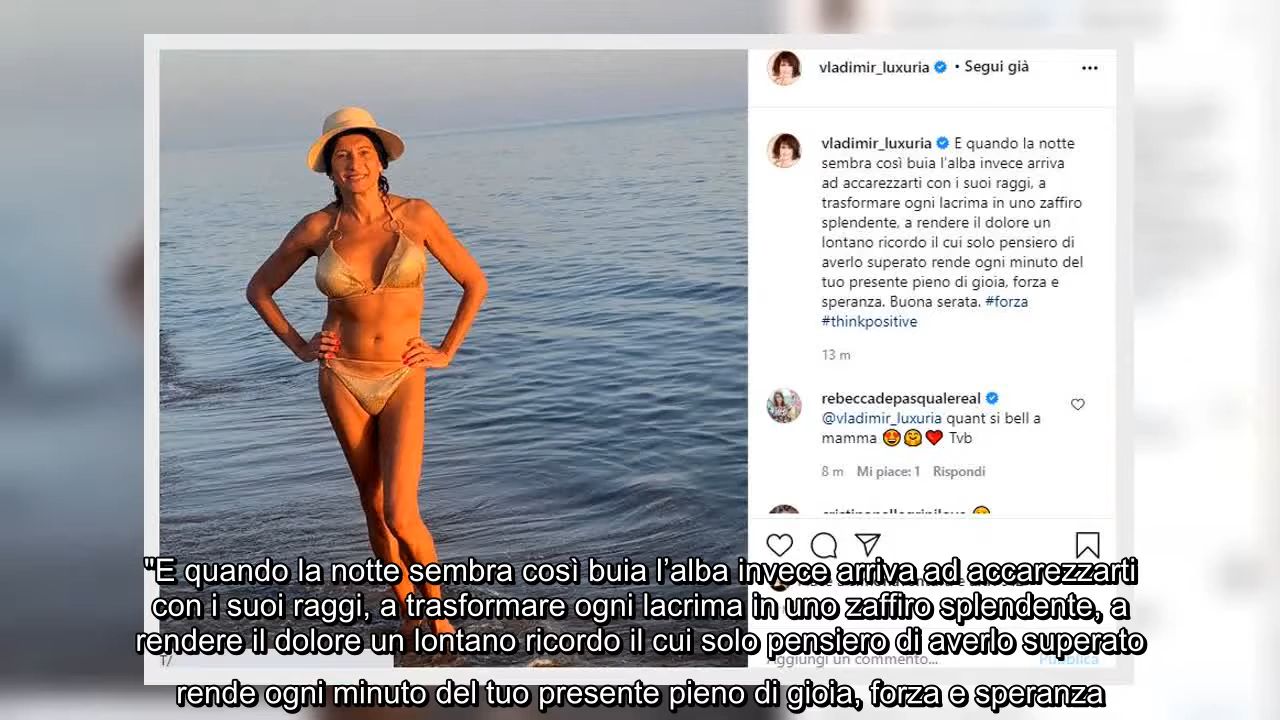 vladimir_luxuria • Segui già
vladimir_luxuria E quando la notte
sembra così buia l'alba invece arriva
ad accarezzarti con i suoi raggi, a
trasformare ogni lacrima in uno zaffiro
splendente, a rendere il dolore un
lontano ricordo il cui solo pensiero di
averlo superato rende ogni minuto del
tuo presente pieno di gioia, forza e
speranza. Buona serata. #forza
#thinkpositive
13 m
rebeccadepasqualereal
@vladimir_luxuria quant si bell a
mamma 😍🤗❤️ Tvb
8 m Mi piace: 1 Rispondi
"E quando la notte sembra così buia l’alba invece arriva ad accarezzarti
con i suoi raggi, a trasformare ogni lacrima in uno zaffiro splendente, a
rendere il dolore un lontano ricordo il cui solo pensiero di averlo superato
Aggiungi un commento... Pubblica
rende ogni minuto del tuo presente pieno di gioia, forza e speranza